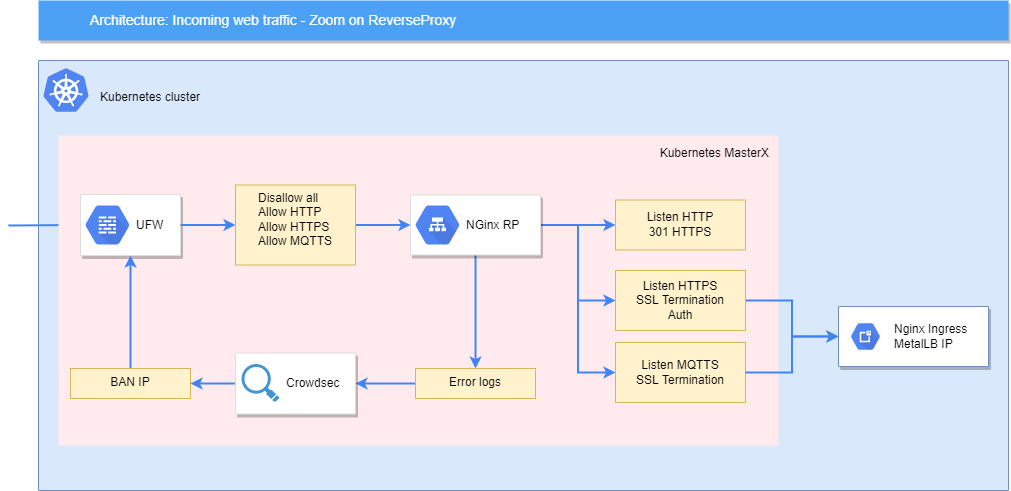 Architecture: Incoming web traffic - Zoom on ReverseProxy
Kubernetes cluster
Kubernetes MasterX
UFW
Disallow all
Allow HTTP
Allow HTTPS
Allow MQTTS
NGinx RP
Listen HTTP
301 HTTPS
Listen HTTPS
SSL Termination
Auth
Listen MQTTS
SSL Termination
Nginx Ingress
MetalLB IP
BAN IP
Crowdsec
Error logs